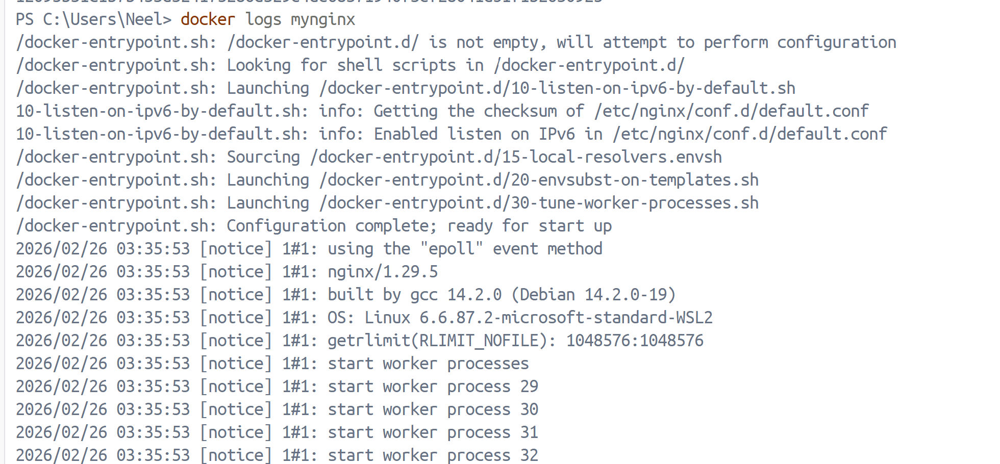 PS C:\Users\Neel> docker logs mynginx
/docker-entrypoint.sh: /docker-entrypoint.d/ is not empty, will attempt to perform configuration
/docker-entrypoint.sh: Looking for shell scripts in /docker-entrypoint.d/
/docker-entrypoint.sh: Launching /docker-entrypoint.d/10-listen-on-ipv6-by-default.sh
10-listen-on-ipv6-by-default.sh: info: Getting the checksum of /etc/nginx/conf.d/default.conf
10-listen-on-ipv6-by-default.sh: info: Enabled listen on IPv6 in /etc/nginx/conf.d/default.conf
/docker-entrypoint.sh: Sourcing /docker-entrypoint.d/15-local-resolvers.envsh
/docker-entrypoint.sh: Launching /docker-entrypoint.d/20-envsubst-on-templates.sh
/docker-entrypoint.sh: Launching /docker-entrypoint.d/30-tune-worker-processes.sh
/docker-entrypoint.sh: Configuration complete; ready for start up
2026/02/26 03:35:53 [notice] 1#1: using the "epoll" event method
2026/02/26 03:35:53 [notice] 1#1: nginx/1.29.5
2026/02/26 03:35:53 [notice] 1#1: built by gcc 14.2.0 (Debian 14.2.0-19)
2026/02/26 03:35:53 [notice] 1#1: OS: Linux 6.6.87.2-microsoft-standard-WSL2
2026/02/26 03:35:53 [notice] 1#1: getrlimit(RLIMIT_NOFILE): 1048576:1048576
2026/02/26 03:35:53 [notice] 1#1: start worker processes
2026/02/26 03:35:53 [notice] 1#1: start worker process 29
2026/02/26 03:35:53 [notice] 1#1: start worker process 30
2026/02/26 03:35:53 [notice] 1#1: start worker process 31
2026/02/26 03:35:53 [notice] 1#1: start worker process 32